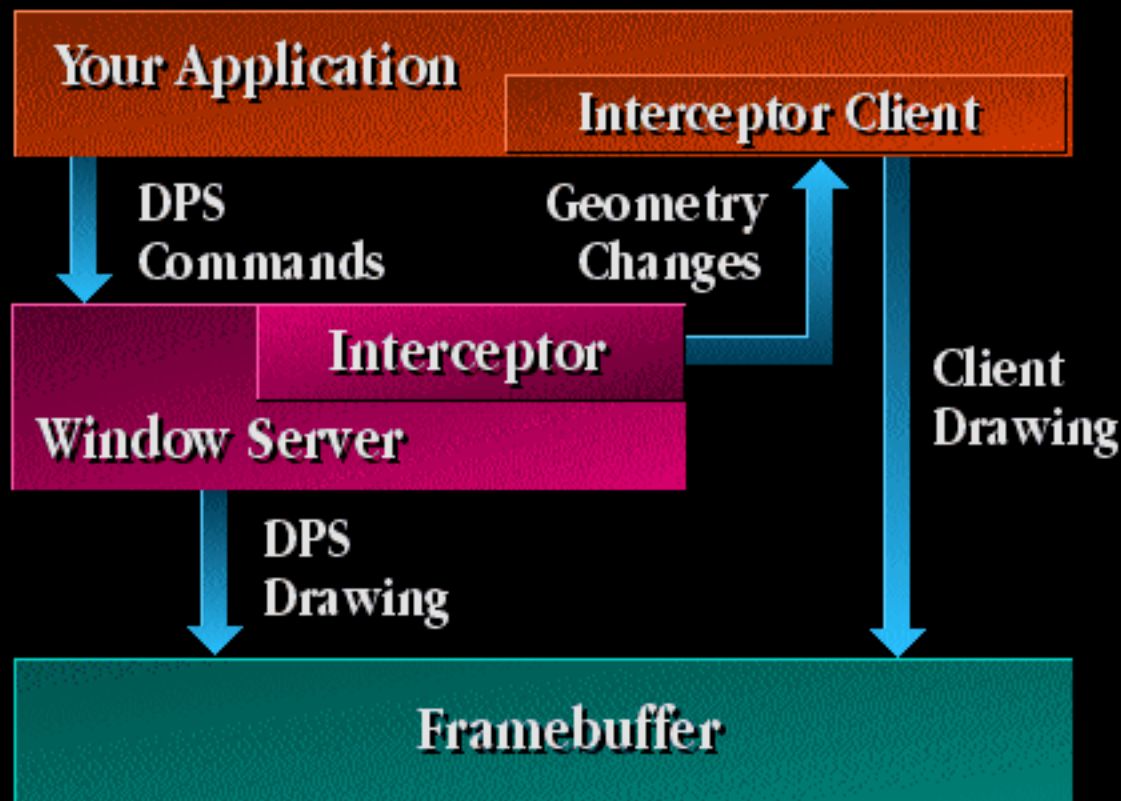 Your Application
Interceptor Client
DPS
Commands
Geometry
Changes
Interceptor
Window Server
Client
Drawing
DPS
Drawing
Framebuffer